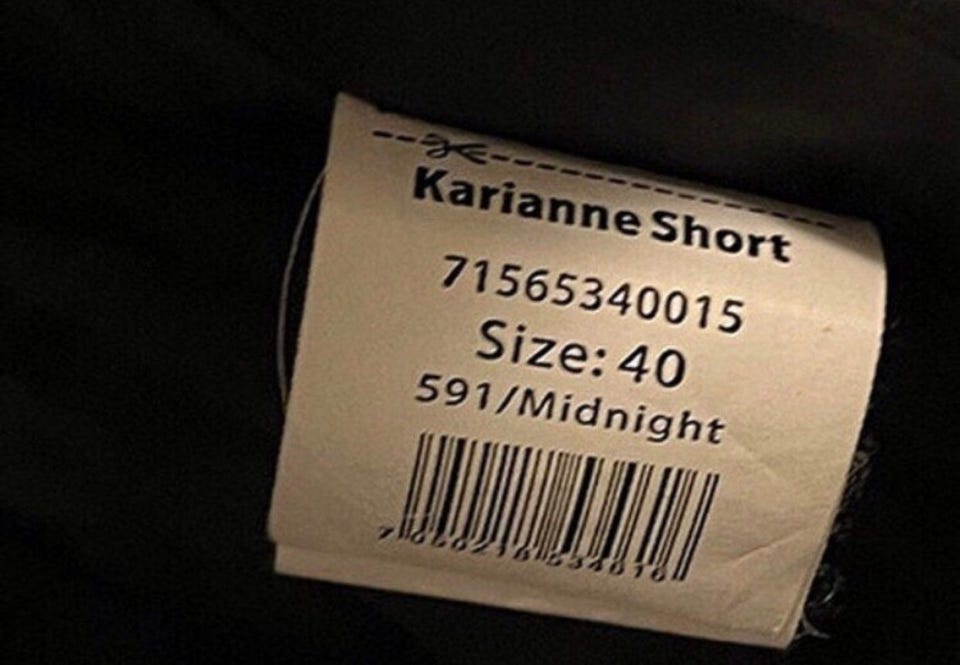 Karianne Short
71565340015
Size: 40
591/Midnight